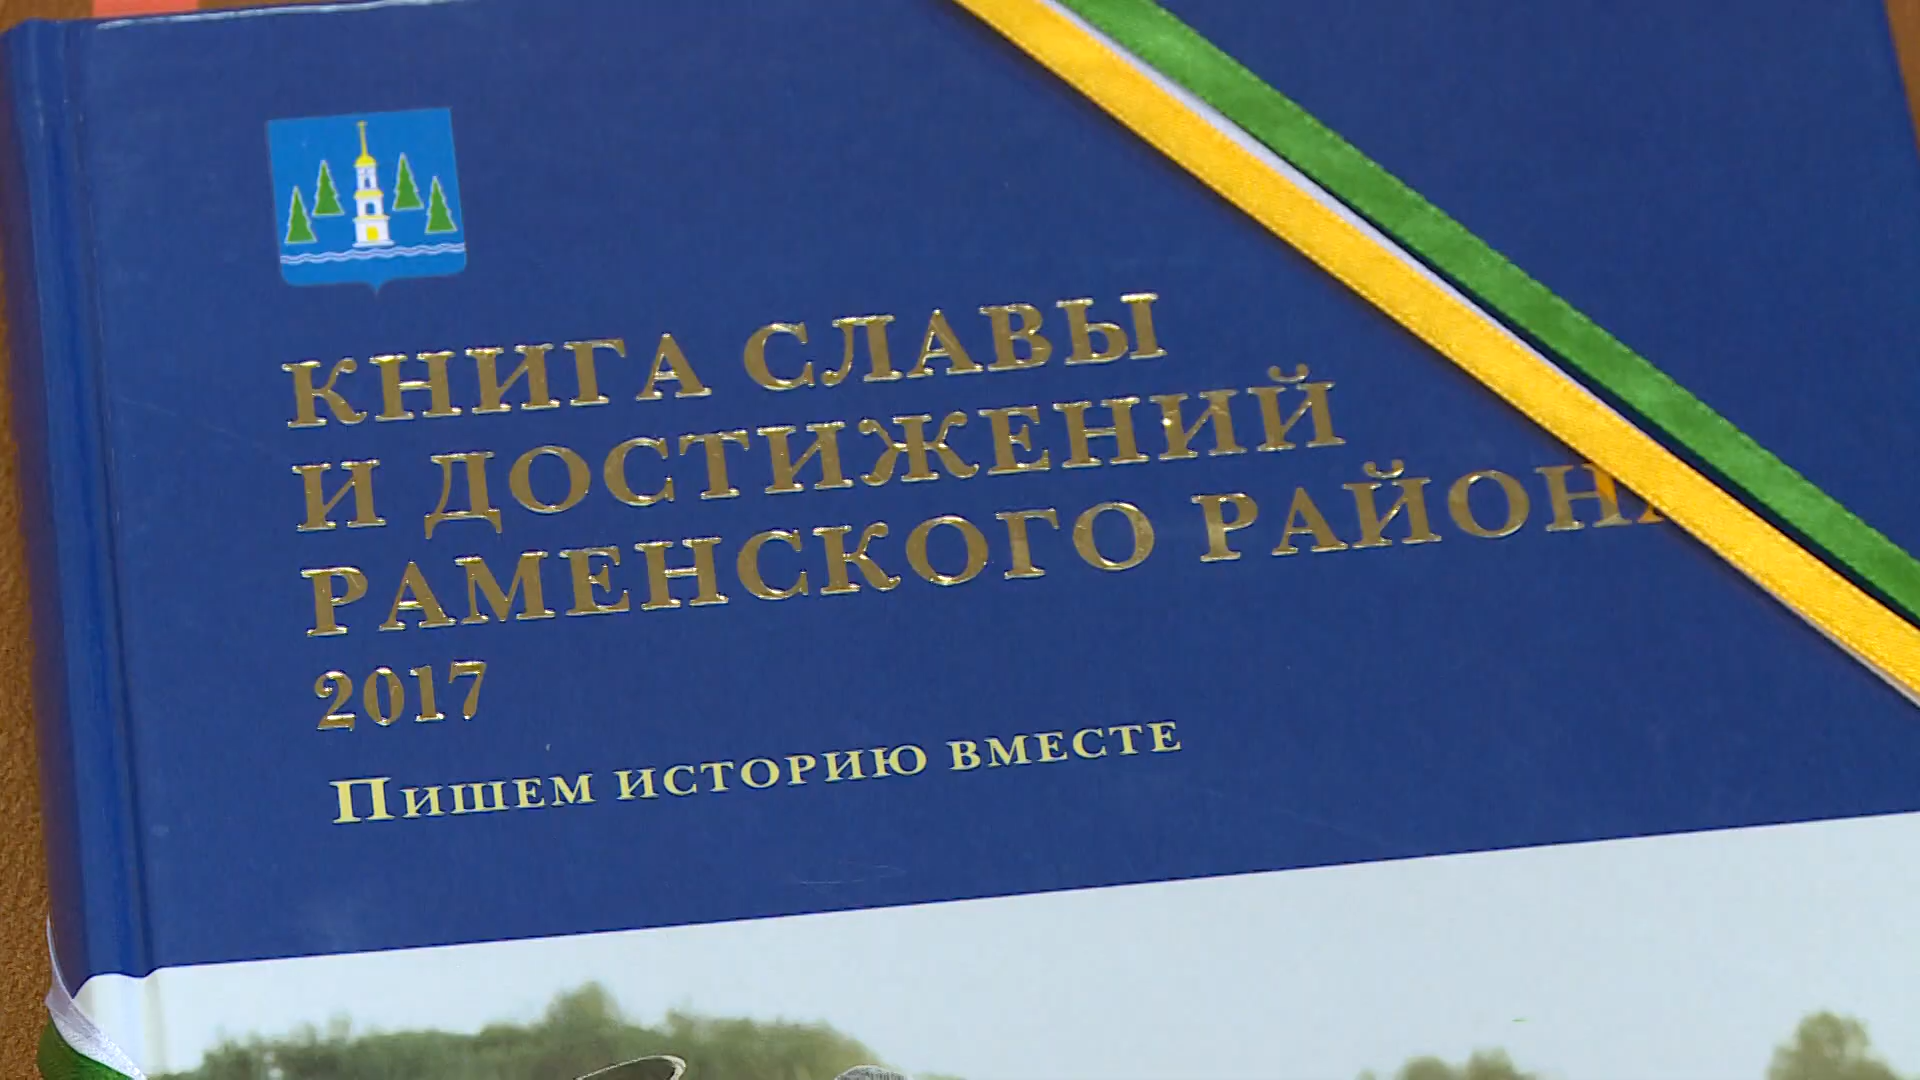 КНИГА СЛАВЫ
И ДОСТИЖЕНИЙ
РАМЕНСКОГО РАЙОНА
2017
Пишем историю вместе